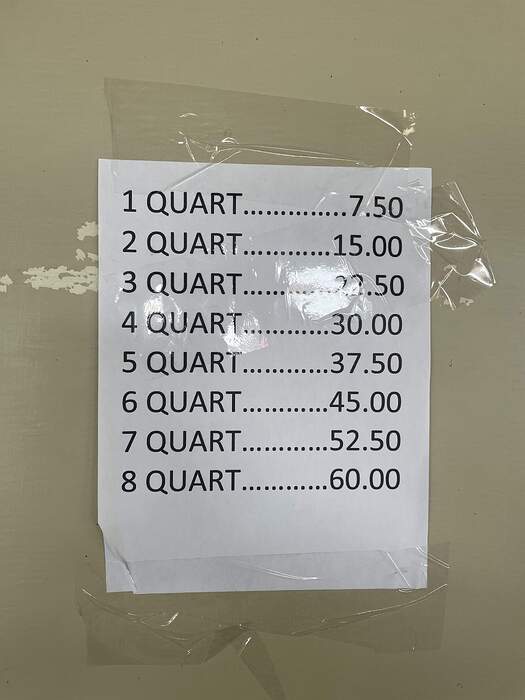 1 QUART..............7.50
2 QUART.............15.00
3 QUART.............22.50
4 QUART.............30.00
5 QUART.............37.50
6 QUART.............45.00
7 QUART.............52.50
8 QUART.............60.00